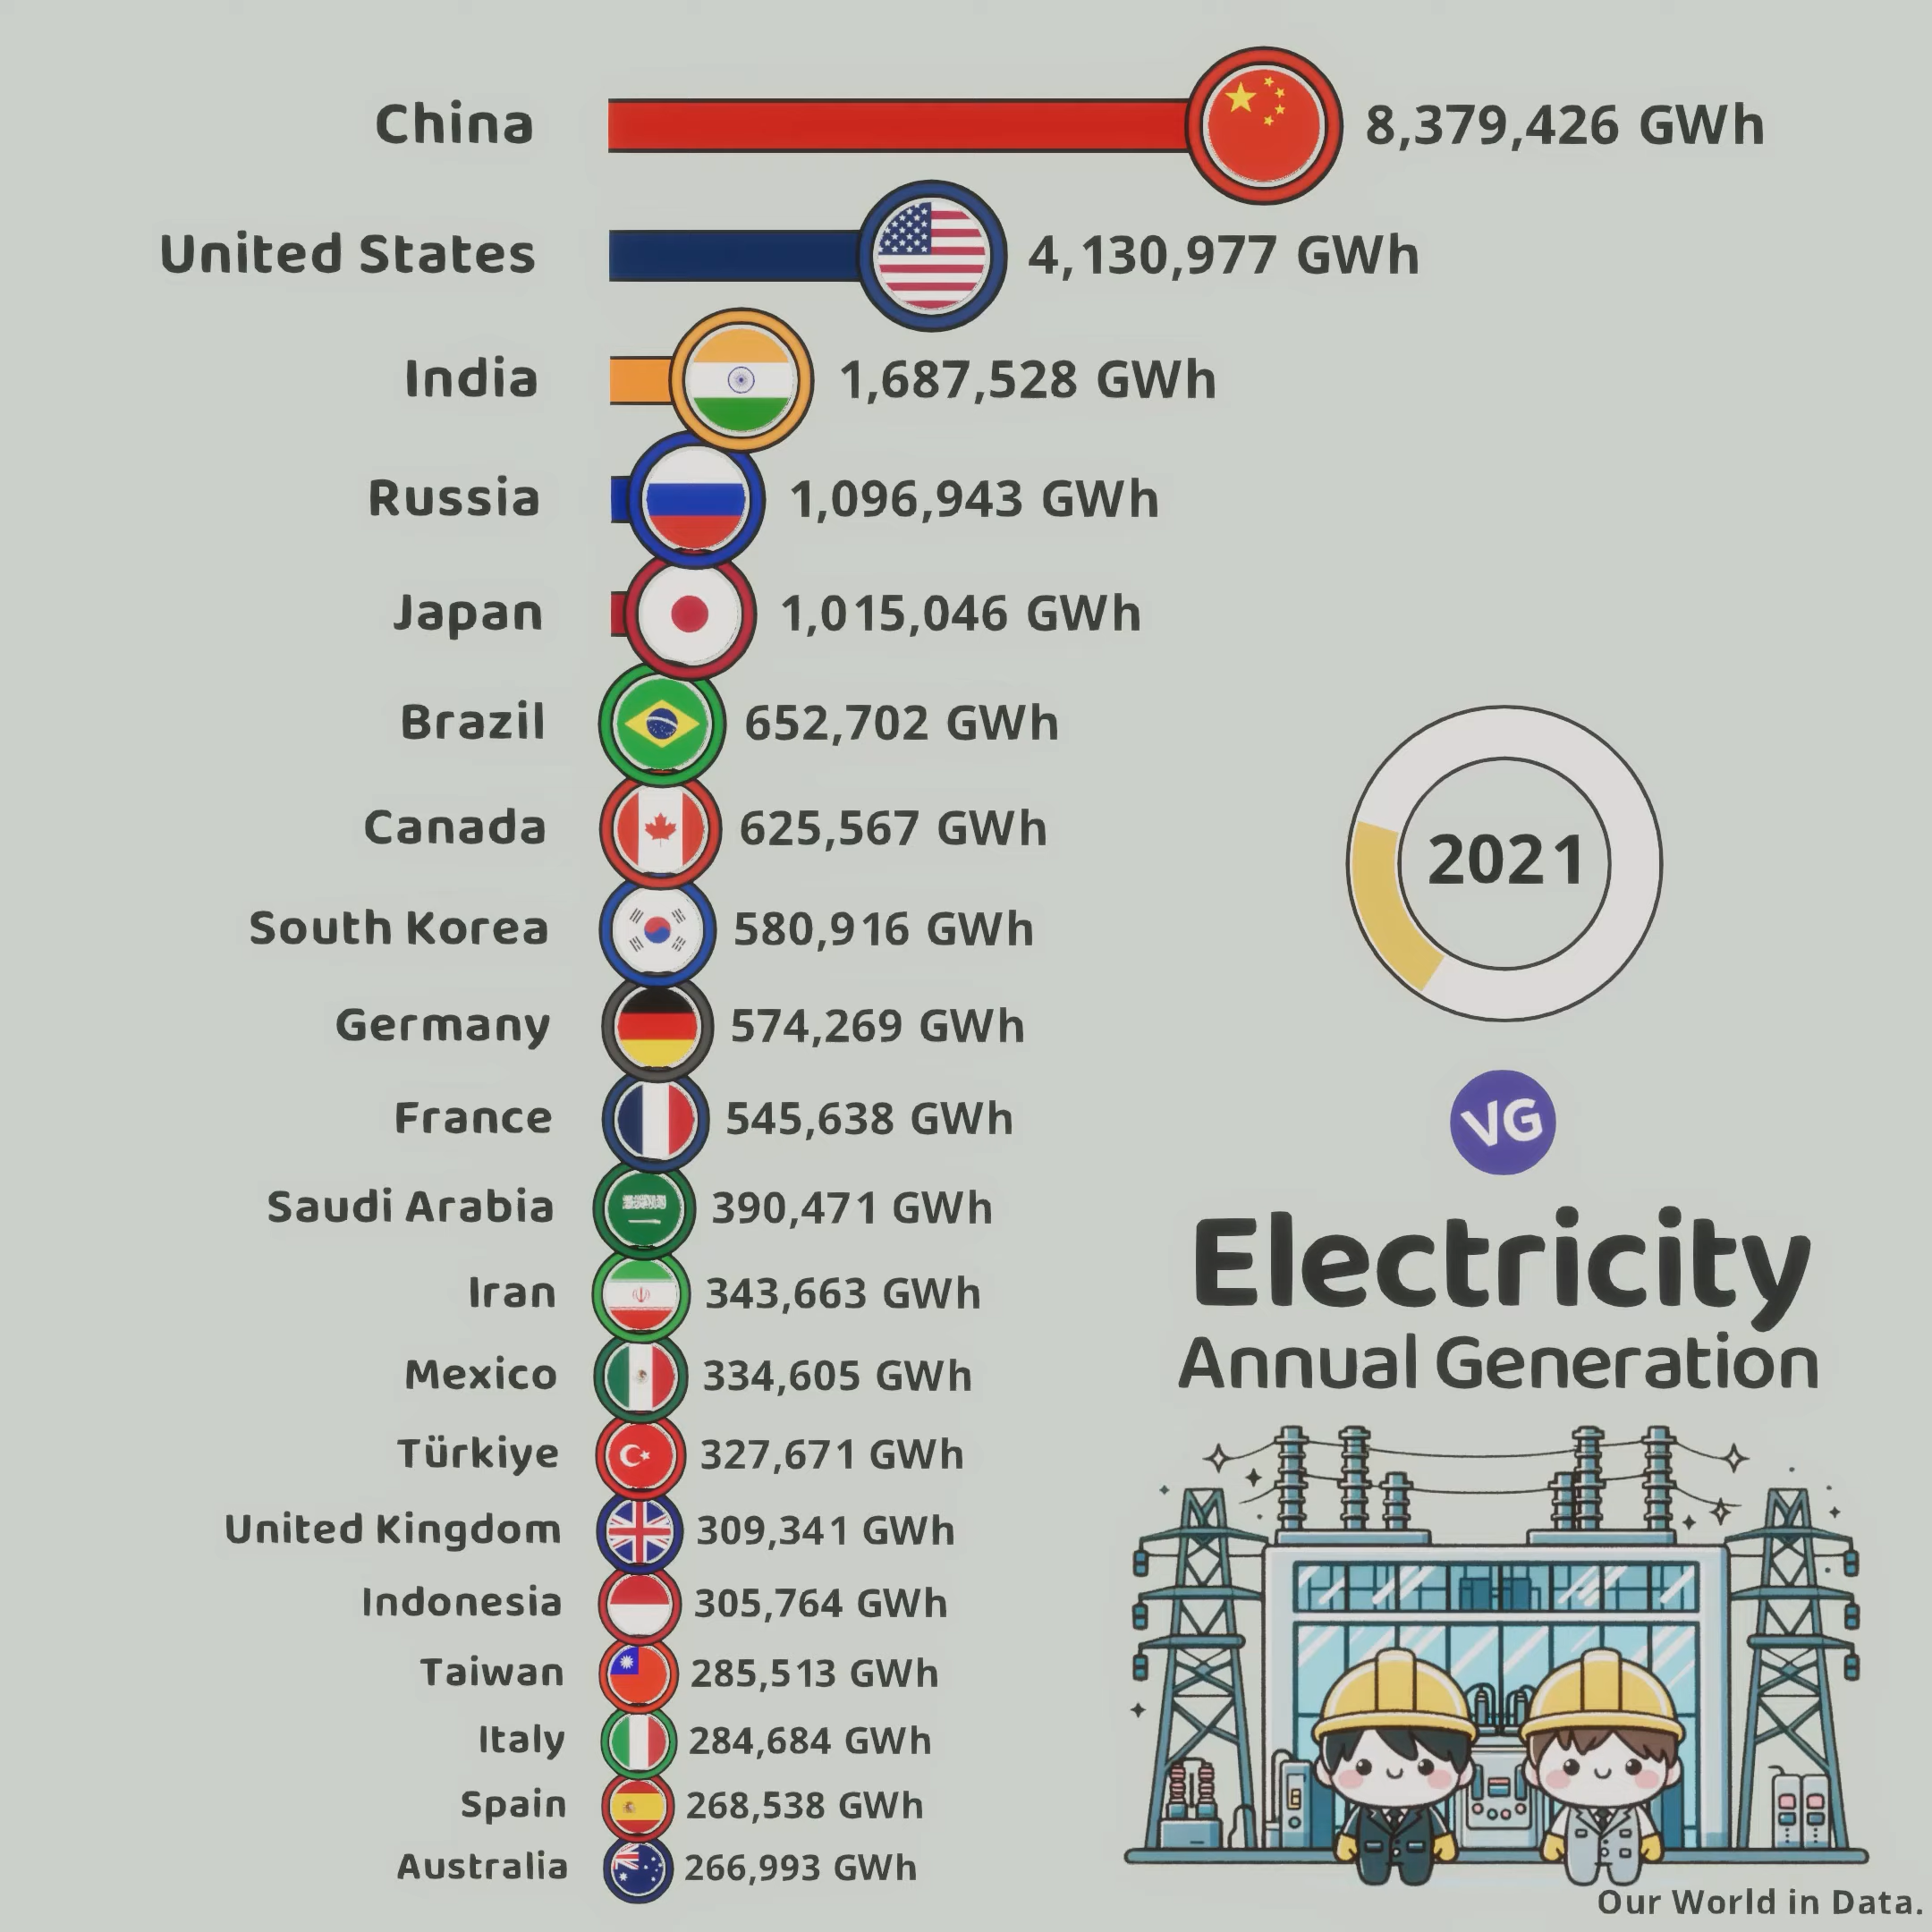 China 8,379,426 GWh
United States 4,130,977 GWh
India 1,687,528 GWh
Russia 1,096,943 GWh
Japan 1,015,046 GWh
Brazil 652,702 GWh
Canada 625,567 GWh
South Korea 580,916 GWh
Germany 574,269 GWh
France 545,638 GWh
Saudi Arabia 390,471 GWh
Iran 343,663 GWh
Mexico 334,605 GWh
Türkiye 327,671 GWh
United Kingdom 309,341 GWh
Indonesia 305,764 GWh
Taiwan 285,513 GWh
Italy 284,684 GWh
Spain 268,538 GWh
Australia 266,993 GWh
2021
VG
Electricity
Annual Generation
Our World in Data.